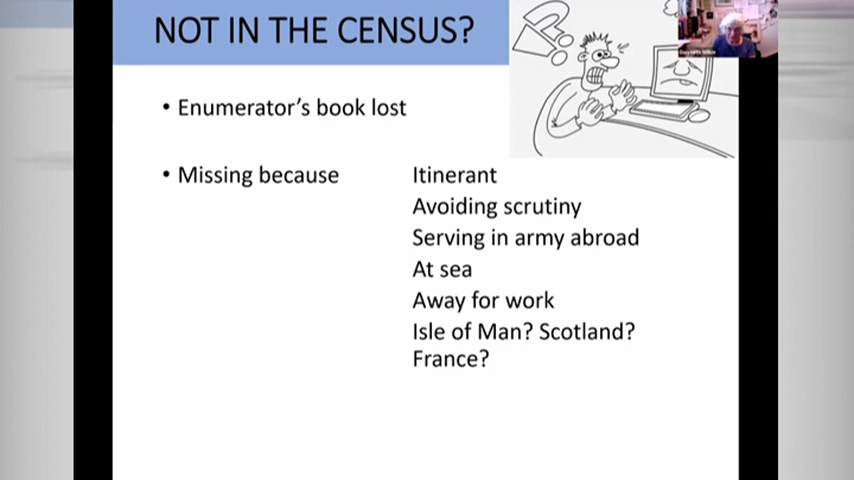 NOT IN THE CENSUS?
• Enumerator's book lost
• Missing because Itinerant
Avoiding scrutiny
Serving in army abroad
At sea
Away for work
Isle of Man? Scotland?
France?